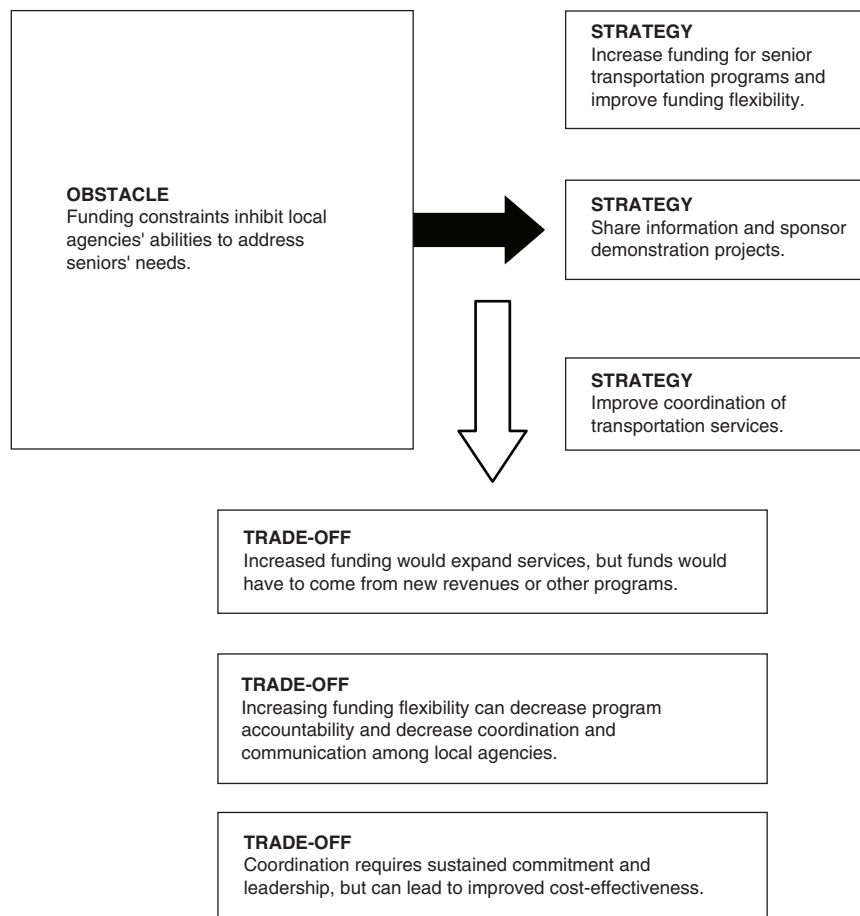 STRATEGY
Increase funding for senior
transportation programs and
improve funding flexibility.
OBSTACLE
Funding constraints inhibit local
agencies' abilities to address
seniors' needs.
STRATEGY
Share information and sponsor
demonstration projects.
STRATEGY
Improve coordination of
transportation services.
TRADE-OFF
Increased funding would expand services, but funds would
have to come from new revenues or other programs.
TRADE-OFF
Increasing funding flexibility can decrease program
accountability and decrease coordination and
communication among local agencies.
TRADE-OFF
Coordination requires sustained commitment and
leadership, but can lead to improved cost-effectiveness.